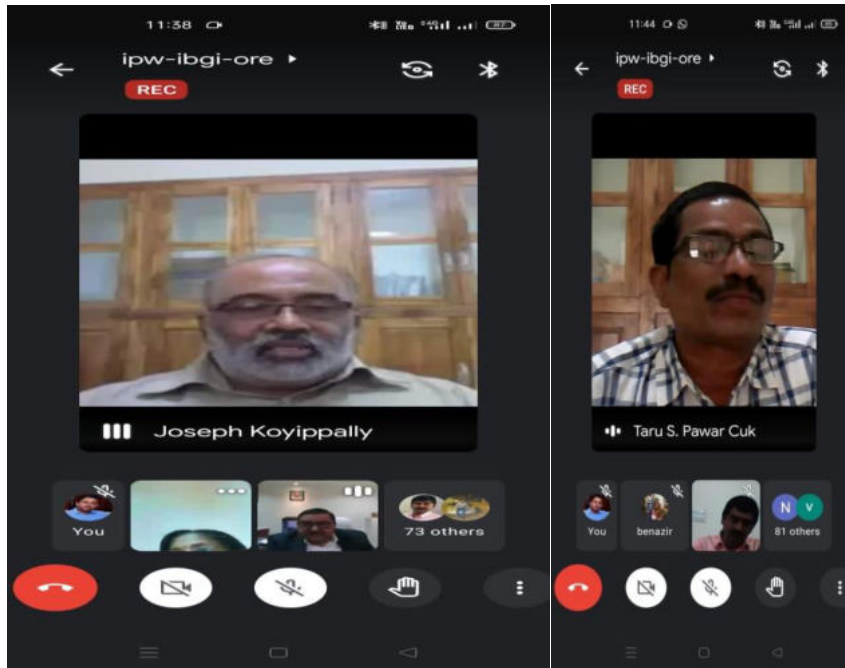 11:38
ipw-ibgi-ore
REC
Joseph Koyippally
You
73 others
11:44
ipw-ibgi-ore
REC
Taru S. Pawar Cuk
You
benazir
N
V
81 others